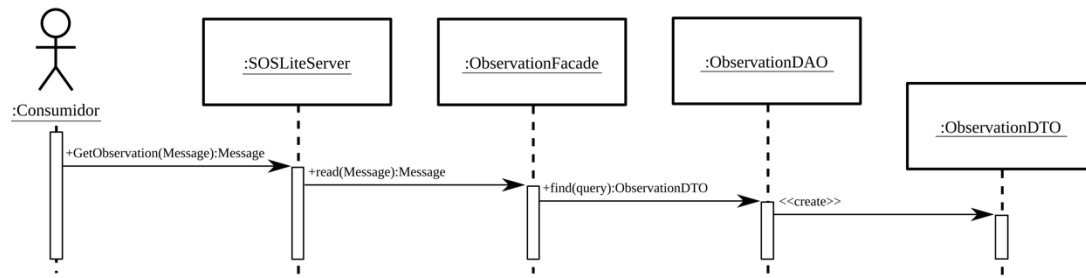 :SOSLiteServer
:ObservationFacade
:ObservationDAO
:Consumidor
:ObservationDTO
+GetObservation(Message):Message
+read(Message):Message
+find(query):ObservationDTO
<<create>>